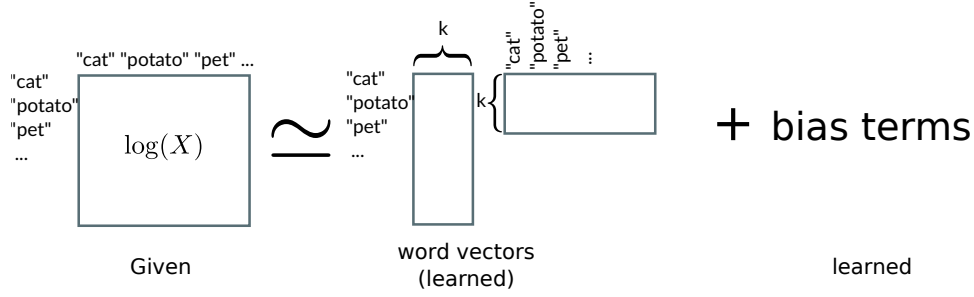 "cat" "potato" "pet" ...
"cat"
"potato"
"pet"
...
log(X)
≃
Given
k
"cat"
"potato"
"pet"
...
word vectors
(learned)
k
"cat"
"potato"
"pet"
...
+ bias terms
learned